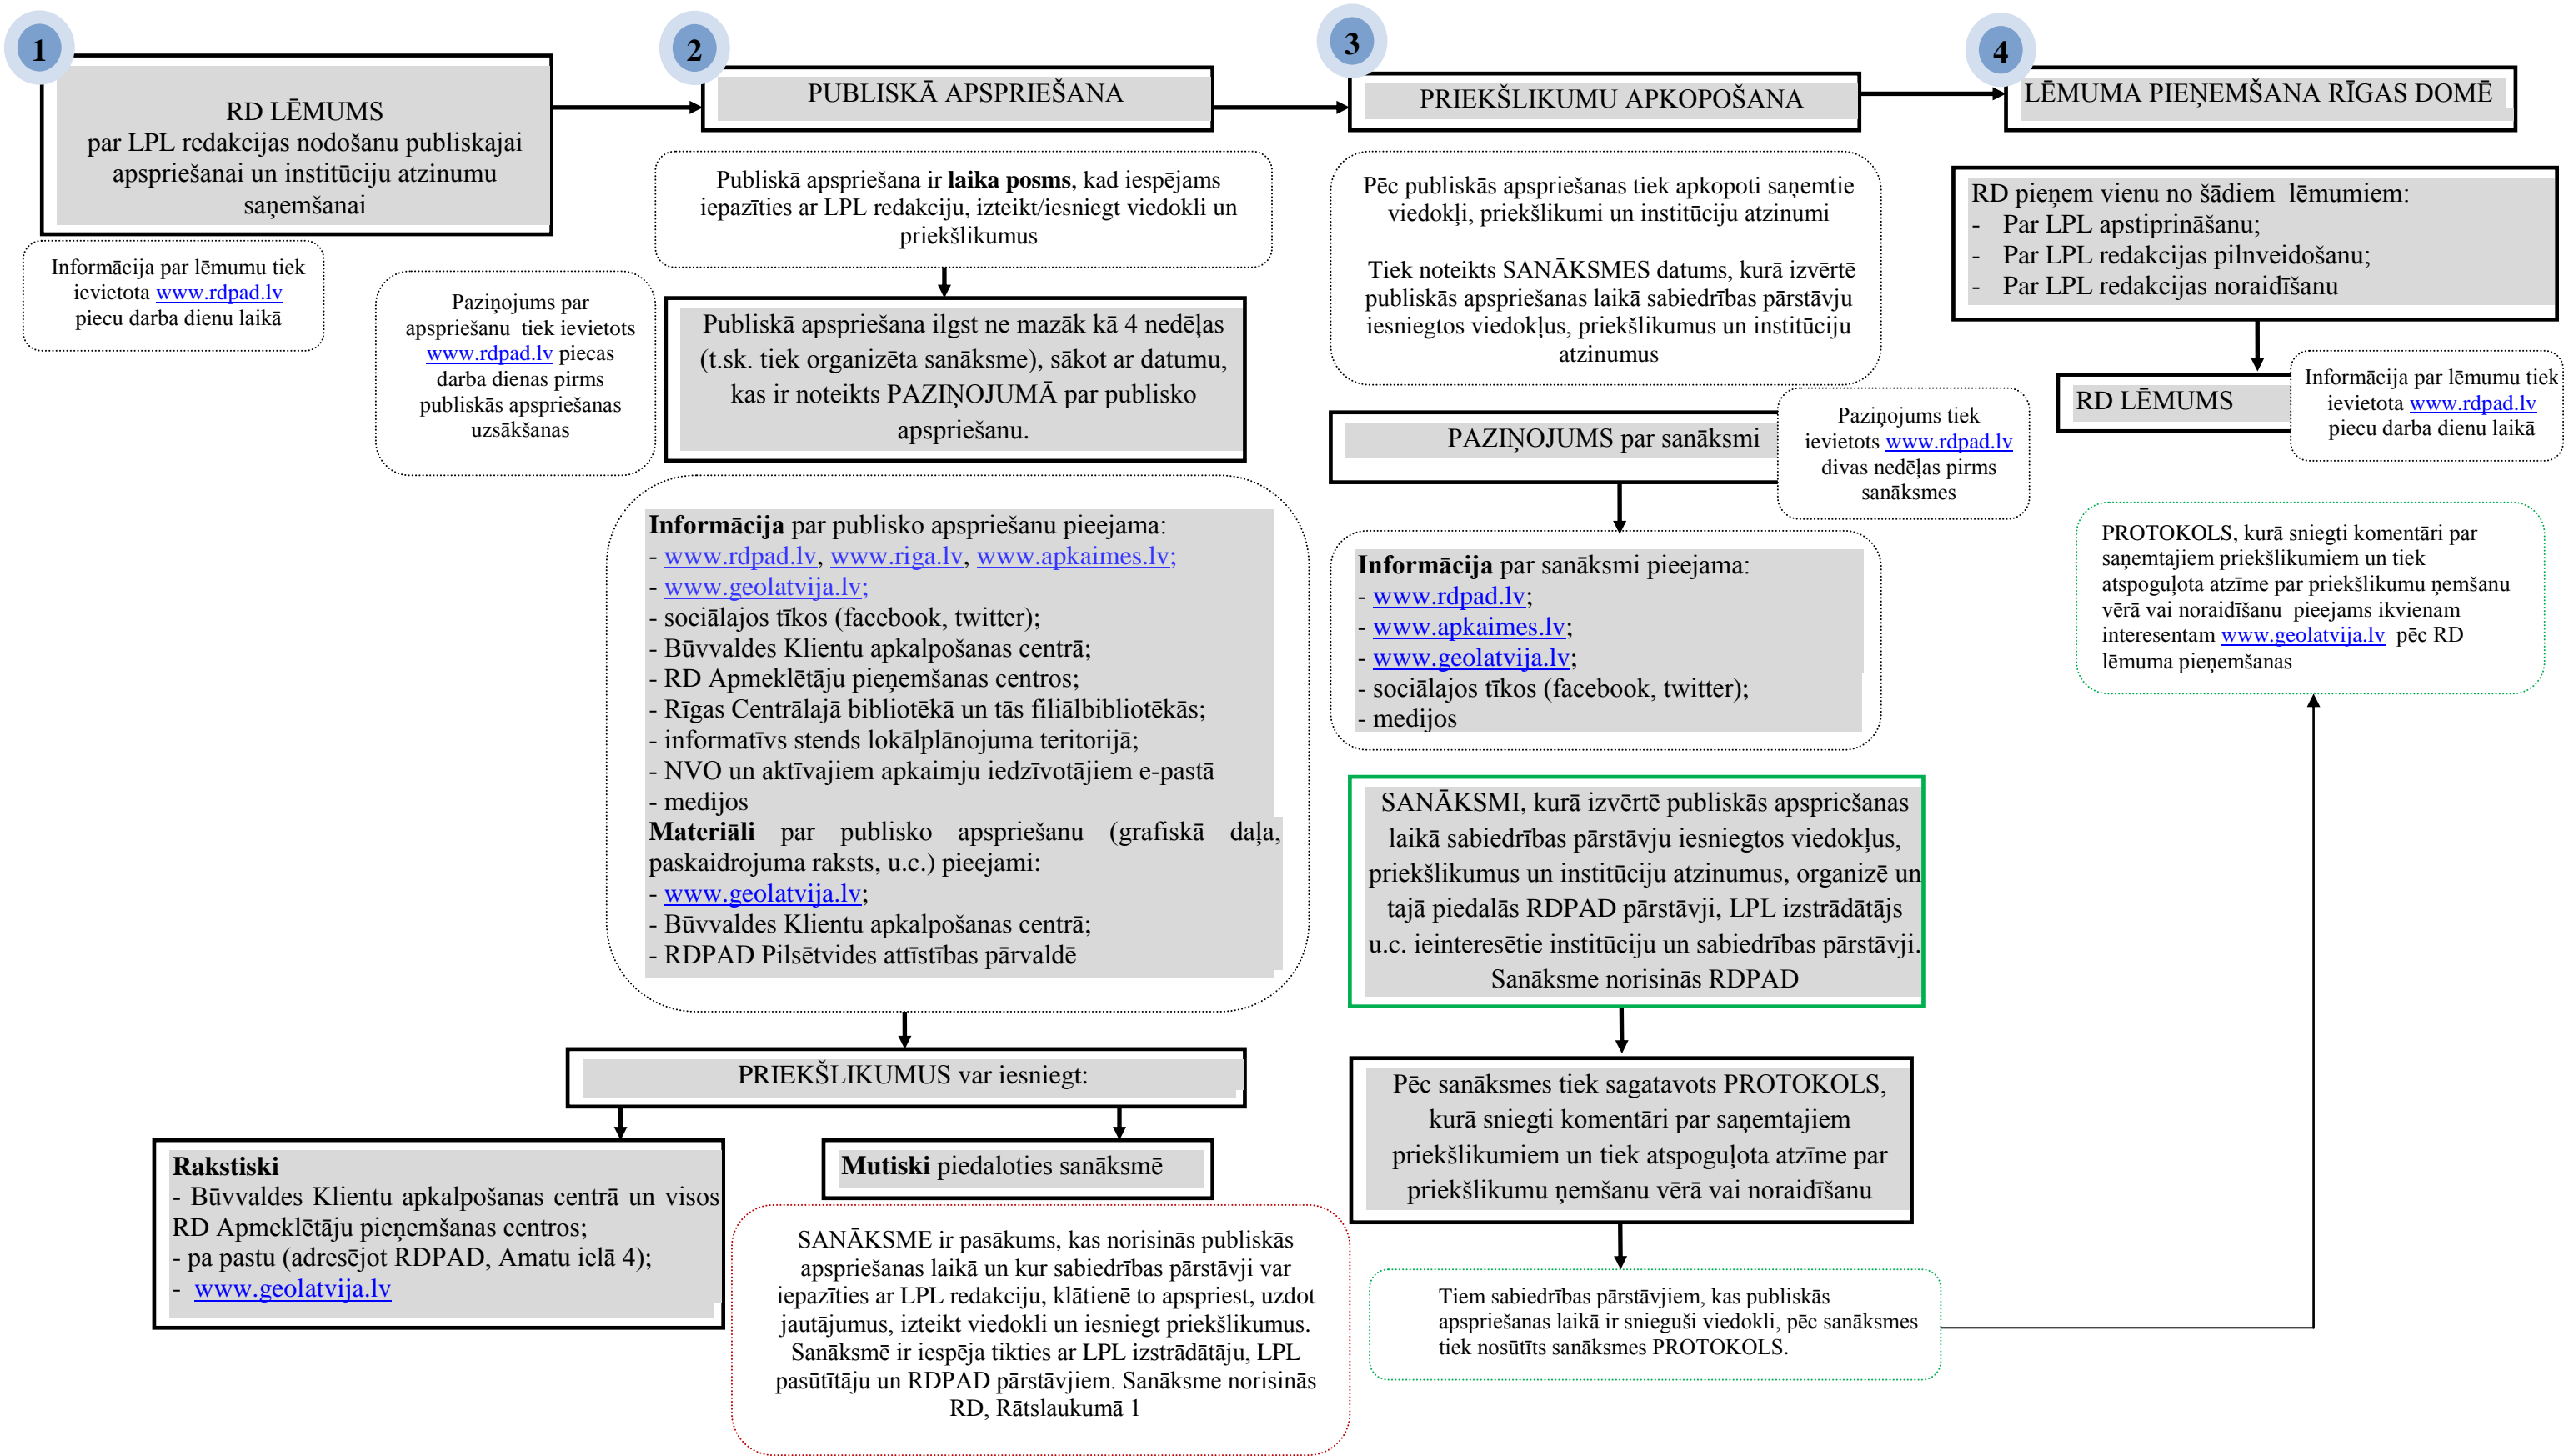 1
RD LĒMUMS
par LPL redakcijas nodošanu publiskajai
apspriešanai un institūciju atzinumu
saņemšanai
Informācija par lēmumu tiek
ievietota www.rdpad.lv
piecu darba dienu laikā
2
PUBLISKĀ APSPRIEŠANA
Publiskā apspriešana ir laika posms, kad iespējams
iepazīties ar LPL redakciju, izteikt/iesniegt viedokli un
priekšlikumus
Paziņojums par
apspriešanu tiek ievietots
www.rdpad.lv piecas
darba dienas pirms
publiskās apspriešanas
uzsākšanas
Publiskā apspriešana ilgst ne mazāk kā 4 nedēļas
(t.sk. tiek organizēta sanāksme), sākot ar datumu,
kas ir noteikts PAZIŅOJUMĀ par publisko
apspriešanu.
Informācija par publisko apspriešanu pieejama:
- www.rdpad.lv, www.riga.lv, www.apkaimes.lv;
- www.geolatvija.lv;
- sociālajos tīkos (facebook, twitter);
- Būvvaldes Klientu apkalpošanas centrā;
- RD Apmeklētāju pieņemšanas centros;
- Rīgas Centrālajā bibliotēkā un tās filiālbibliotēkās;
- informatīvs stends lokālplānojuma teritorijā;
- NVO un aktīvajiem apkaimju iedzīvotājiem e-pastā
- medijos
Materiāli par publisko apspriešanu (grafiskā daļa,
paskaidrojuma raksts, u.c.) pieejami:
- www.geolatvija.lv;
- Būvvaldes Klientu apkalpošanas centrā;
- RDPAD Pilsētvides attīstības pārvaldē
PRIEKŠLIKUMUS var iesniegt:
Rakstiski
- Būvvaldes Klientu apkalpošanas centrā un visos
RD Apmeklētāju pieņemšanas centros;
- pa pastu (adresējot RDPAD, Amatu ielā 4);
- www.geolatvija.lv
Mutiski piedaloties sanāksmē
SANĀKSME ir pasākums, kas norisinās publiskās
apspriešanas laikā un kur sabiedrības pārstāvji var
iepazīties ar LPL redakciju, klātienē to apspriest, uzdot
jautājumus, izteikt viedokli un iesniegt priekšlikumus.
Sanāksmē ir iespēja tikties ar LPL izstrādātāju, LPL
pasūtītāju un RDPAD pārstāvjiem. Sanāksme norisinās
RD, Rātslaukumā 1
3
PRIEKŠLIKUMU APKOPOŠANA
Pēc publiskās apspriešanas tiek apkopoti saņemtie
viedokļi, priekšlikumi un institūciju atzinumi
Tiek noteikts SANĀKSMES datums, kurā izvērtē
publiskās apspriešanas laikā sabiedrības pārstāvju
iesniegtos viedokļus, priekšlikumus un institūciju
atzinumus
PAZIŅOJUMS par sanāksmi
Paziņojums tiek
ievietots www.rdpad.lv
divas nedēļas pirms
sanāksmes
Informācija par sanāksmi pieejama:
- www.rdpad.lv;
- www.apkaimes.lv;
- www.geolatvija.lv;
- sociālajos tīkos (facebook, twitter);
- medijos
SANĀKSMI, kurā izvērtē publiskās apspriešanas
laikā sabiedrības pārstāvju iesniegtos viedokļus,
priekšlikumus un institūciju atzinumus, organizē un
tajā piedalās RDPAD pārstāvji, LPL izstrādātājs
u.c. ieinteresētie institūciju un sabiedrības pārstāvji.
Sanāksme norisinās RDPAD
Pēc sanāksmes tiek sagatavots PROTOKOLS,
kurā sniegti komentāri par saņemtajiem
priekšlikumiem un tiek atspoguļota atzīme par
priekšlikumu ņemšanu vērā vai noraidīšanu
Tiem sabiedrības pārstāvjiem, kas publiskās
apspriešanas laikā ir snieguši viedokli, pēc sanāksmes
tiek nosūtīts sanāksmes PROTOKOLS.
4
LĒMUMA PIEŅEMŠANA RĪGAS DOMĒ
RD pieņem vienu no šādiem lēmumiem:
- Par LPL apstiprināšanu;
- Par LPL redakcijas pilnveidošanu;
- Par LPL redakcijas noraidīšanu
RD LĒMUMS
Informācija par lēmumu tiek
ievietota www.rdpad.lv
piecu darba dienu laikā
PROTOKOLS, kurā sniegti komentāri par
saņemtajiem priekšlikumiem un tiek
atspoguļota atzīme par priekšlikumu ņemšanu
vērā vai noraidīšanu pieejams ikvienam
interesentam www.geolatvija.lv pēc RD
lēmuma pieņemšanas